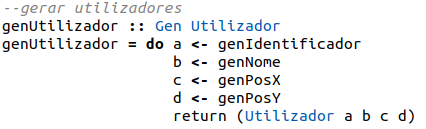 --gerar utilizadores
genUtilizador :: Gen Utilizador
genUtilizador = do a <- genIdentificador
                   b <- genNome
                   c <- genPosX
                   d <- genPosY
                   return (Utilizador a b c d)